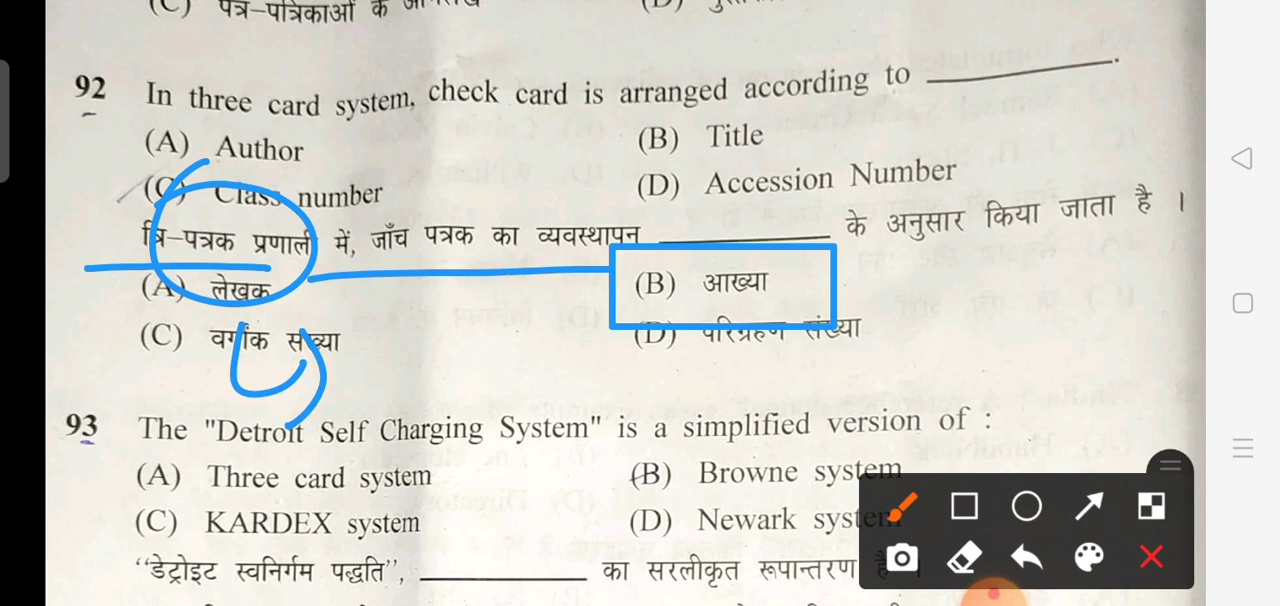 (C) पत्र-पत्रिकाओं के
92 In three card system, check card is arranged according to ________.
(A) Author (B) Title
(C) Class number (D) Accession Number
त्रि-पत्रक प्रणाली में, जाँच पत्रक का व्यवस्थापन ________ के अनुसार किया जाता है ।
(A) लेखक (B) आख्या
(C) वर्गांक संख्या (D) परिग्रहण संख्या
93 The "Detroit Self Charging System" is a simplified version of :
(A) Three card system (B) Browne system
(C) KARDEX system (D) Newark system
“डेट्रोइट स्वनिर्गम पद्धति”, ________ का सरलीकृत रूपान्तरण है ।